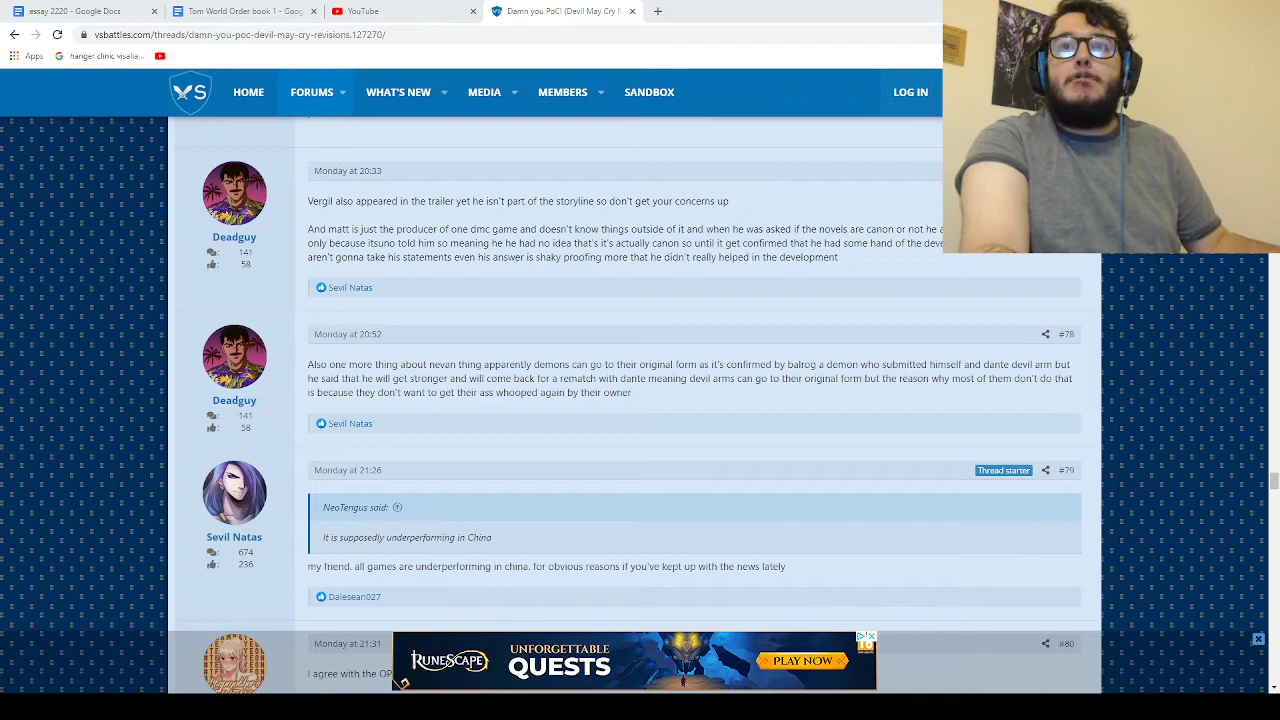 essay 2220 - Google Docs
Tom World Order book 1 - Goog
YouTube
Damn you PoC! (Devil May Cry R
vsbattles.com/threads/damn-you-poc-devil-may-cry-revisions.127270/
Apps
hanger clinic visalia...
VS
HOME
FORUMS
WHAT'S NEW
MEDIA
MEMBERS
SANDBOX
LOG IN
Monday at 20:33
Vergil also appeared in the trailer yet he isn't part of the storyline so don't get your concerns up
And matt is just the producer of one dmc game and doesn't know things outside of it and when he was asked if the novels are canon or not he a
only because itsuno told him so meaning he
had no idea that's it's actually canon so until it get confirmed that he had some hand of the deve
aren't gonna take his statements over his answer is shaky proofing more that he didn't really helped in the development
Deadguy
141
58
Sevil Natas
Monday at 20:52
#78
Also one more thing about nevan thing apparently demons can go to their original form as it's confirmed by balrog a demon who submitted himself and dante devil arm but
he said that he will get stronger and will come back for a rematch with dante meaning devil arms can go to their original form but the reason why most of them don't do that
is because they don't want to get their ass whooped again by their owner
Deadguy
141
58
Sevil Natas
Monday at 21:26
Thread starter
#79
NeoTengus said:
It is supposedly underperforming in China
my friend. all games are
in china. for obvious reasons if you've kept up with the news lately
Sevil Natas
674
236
Dalesean027
Monday at 21:31
#80
I agree with the OP
RUNESCAPE
UNFORGETTABLE
QUESTS
PLAY NOW